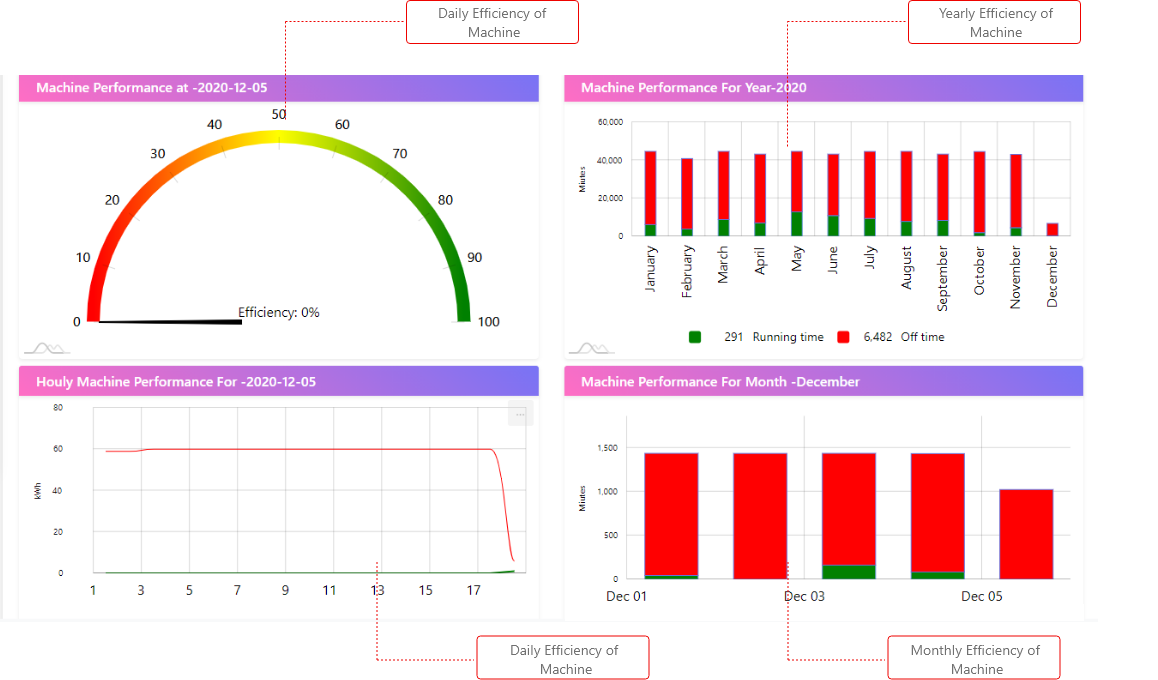 Daily Efficiency of
Machine
Yearly Efficiency of
Machine
Machine Performance at -2020-12-05
Machine Performance For Year-2020
0
10
20
30
40
50
60
70
80
90
100
Efficiency: 0%
60,000
40,000
20,000
0
Miutes
January
February
March
April
May
June
July
August
September
October
November
December
291 Running time 6,482 Off time
Houly Machine Performance For -2020-12-05
Machine Performance For Month -December
80
60
40
20
0
kWh
1 3 5 7 9 11 13 15 17
...
1,500
1,000
500
0
Miutes
Dec 01 Dec 03 Dec 05
Daily Efficiency of
Machine
Monthly Efficiency of
Machine